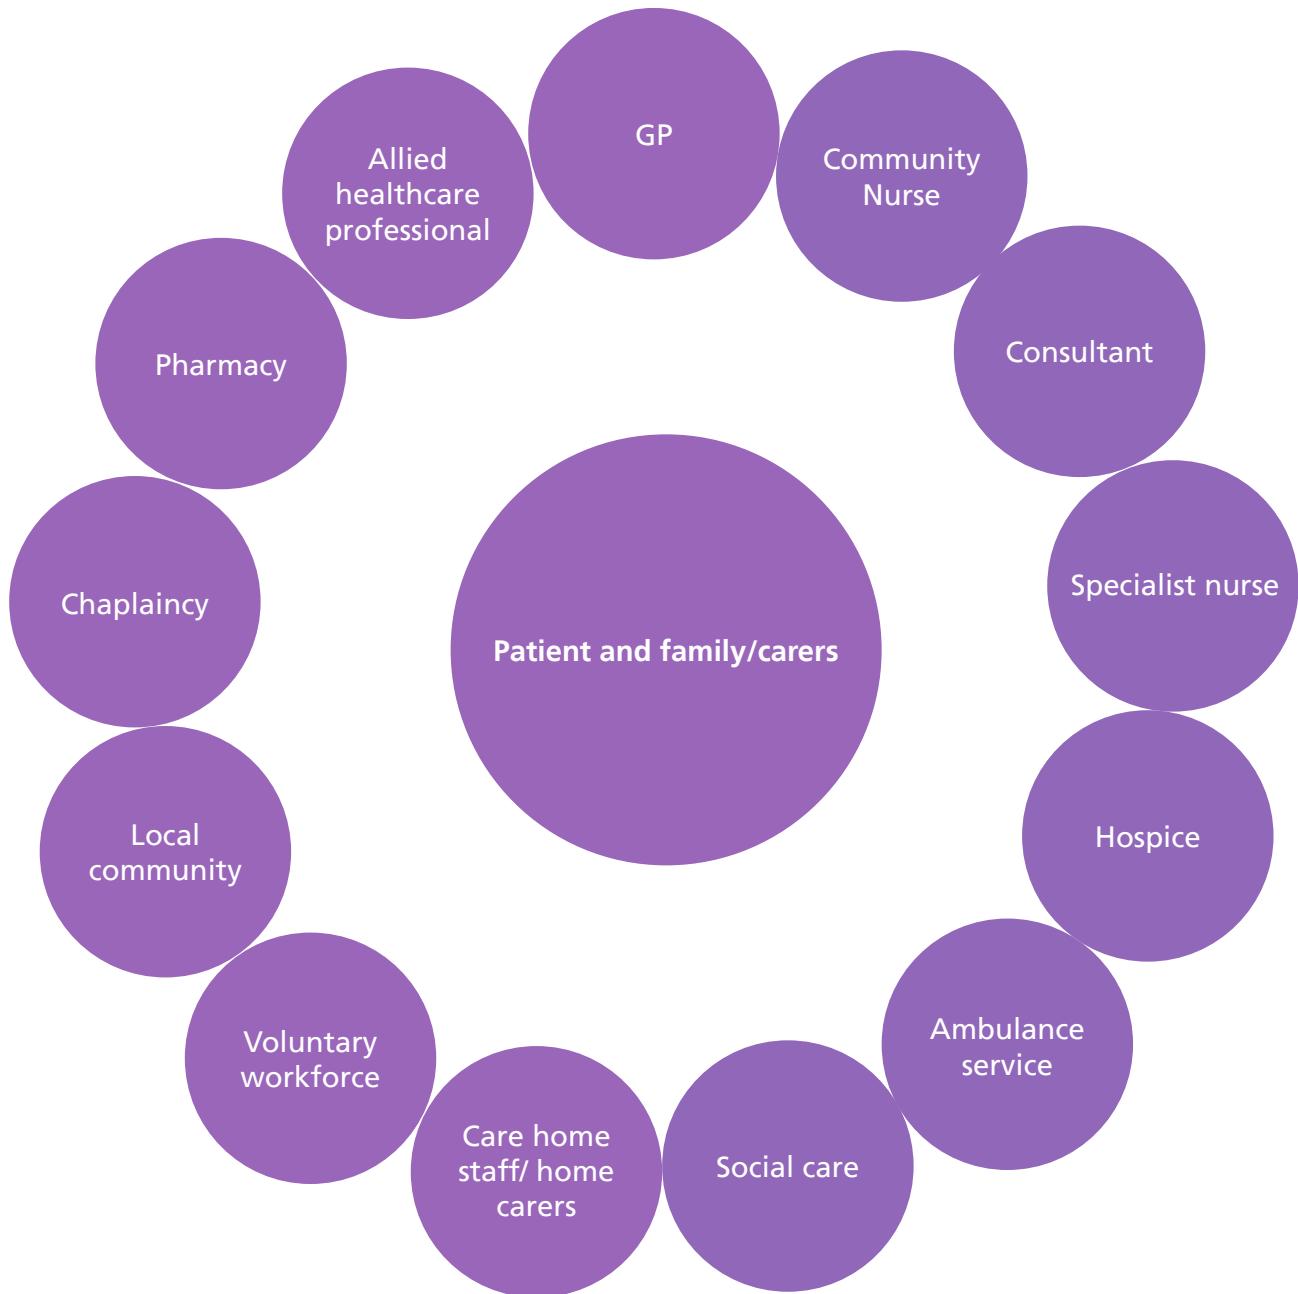 GP
Community
Nurse
Consultant
Specialist nurse
Hospice
Ambulance
service
Social care
Care home
staff/ home
carers
Voluntary
workforce
Local
community
Chaplaincy
Pharmacy
Allied
healthcare
professional
Patient and family/carers